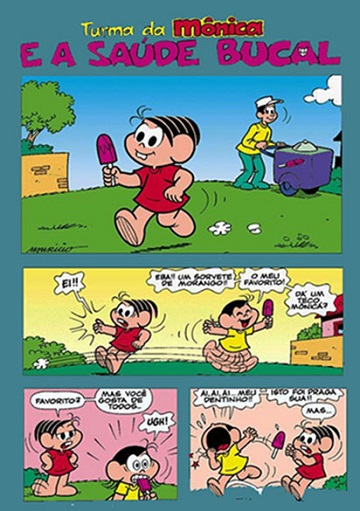 Turma da Mônica
E A SAÚDE BUCAL
MAURICIO
EI!!
EBA!! UM SORVETE
DE MORANGO!!
O MEU
FAVORITO!
DÁ UM
TECO,
MÔNICA?
FAVORITO?
MAS VOCÊ
GOSTA DE
TODOS...
UGH!
AI, AI, AI... MEU
DENTINHO!!
ISTO FOI PRAGA
SUA!!
MAS...